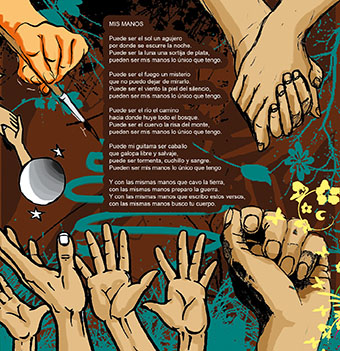 MIS MANOS
Puede ser el sol un agujero
por donde se escurre la noche.
Puede ser la luna una sortija de plata,
pueden ser mis manos lo único que tengo.
Puede ser el fuego un misterio
que no puedo dejar de mirarlo.
Puede ser el viento la piel del silencio,
pueden ser mis manos lo único que tengo.
Puede ser el río el camino
hacia donde huye todo el bosque.
Puede ser el cuervo la risa del monte,
pueden ser mis manos lo único que tengo.
Puede mi guitarra ser caballo
que galopa libre y salvaje,
puede ser tormenta, cuchillo y sangre.
Pueden ser mis manos lo único que tengo
Y con las mismas manos que cavo la tierra,
con las mismas manos preparo la guerra.
Y con las mismas manos que escribo estos versos,
con las mismas manos busco tu cuerpo.